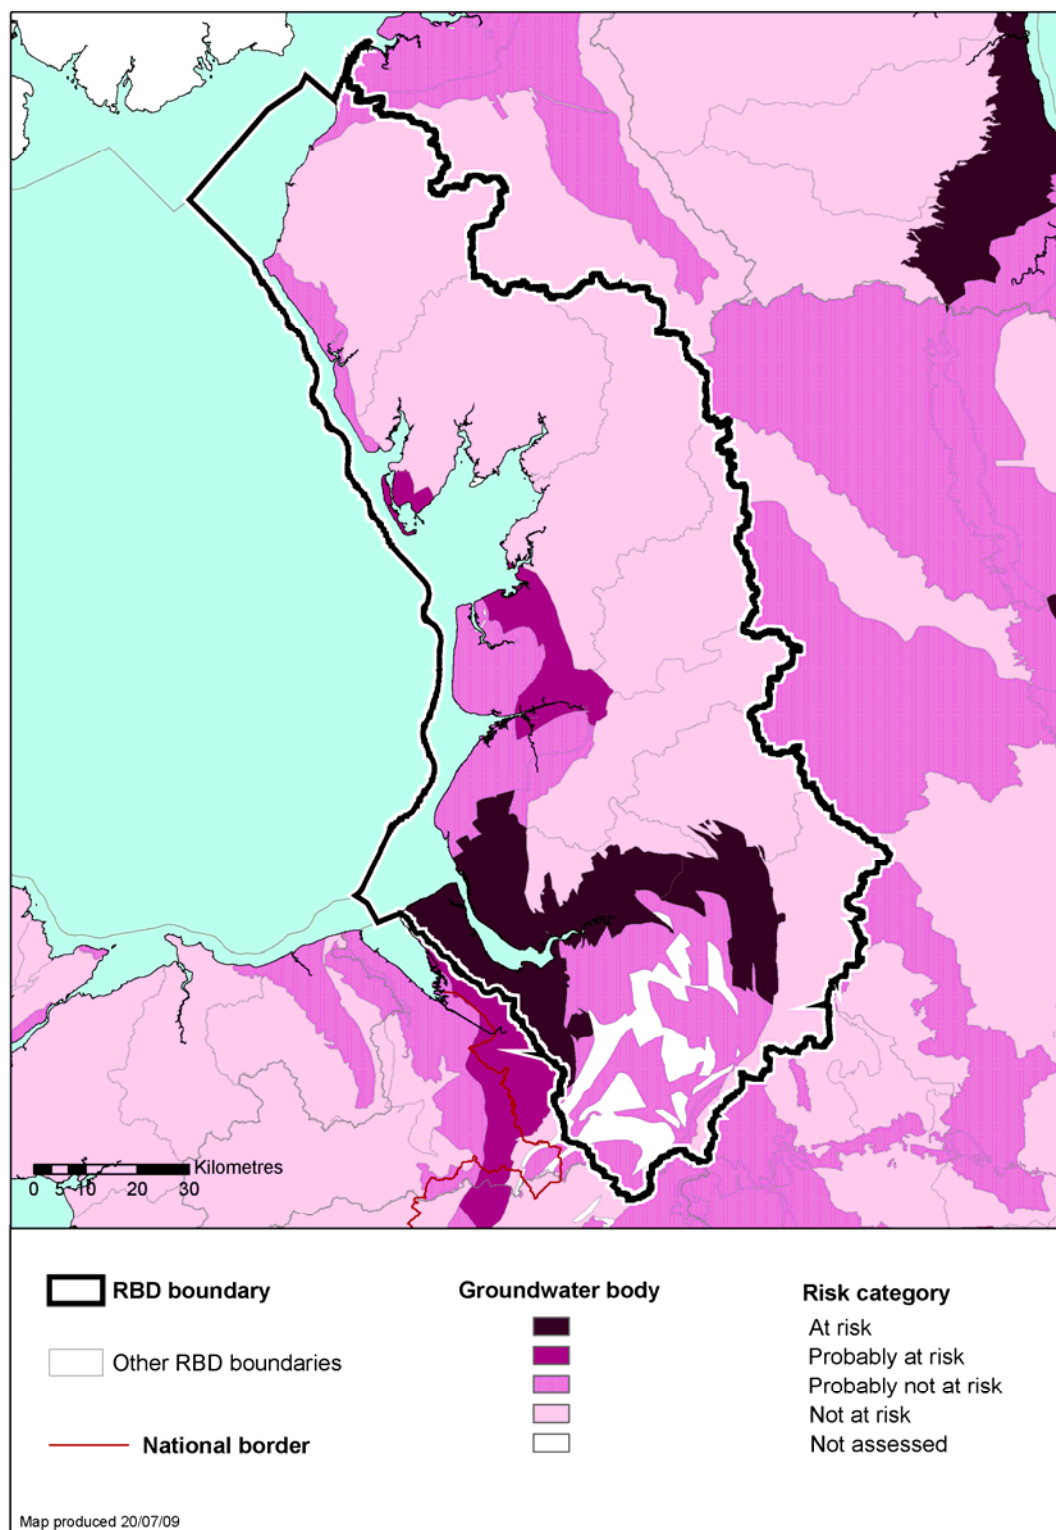 Kilometres
0 5 10 20 30
RBD boundary
Groundwater body
Risk category
At risk
Other RBD boundaries
Probably at risk
Probably not at risk
Not at risk
National border
Not assessed
Map produced 20/07/09